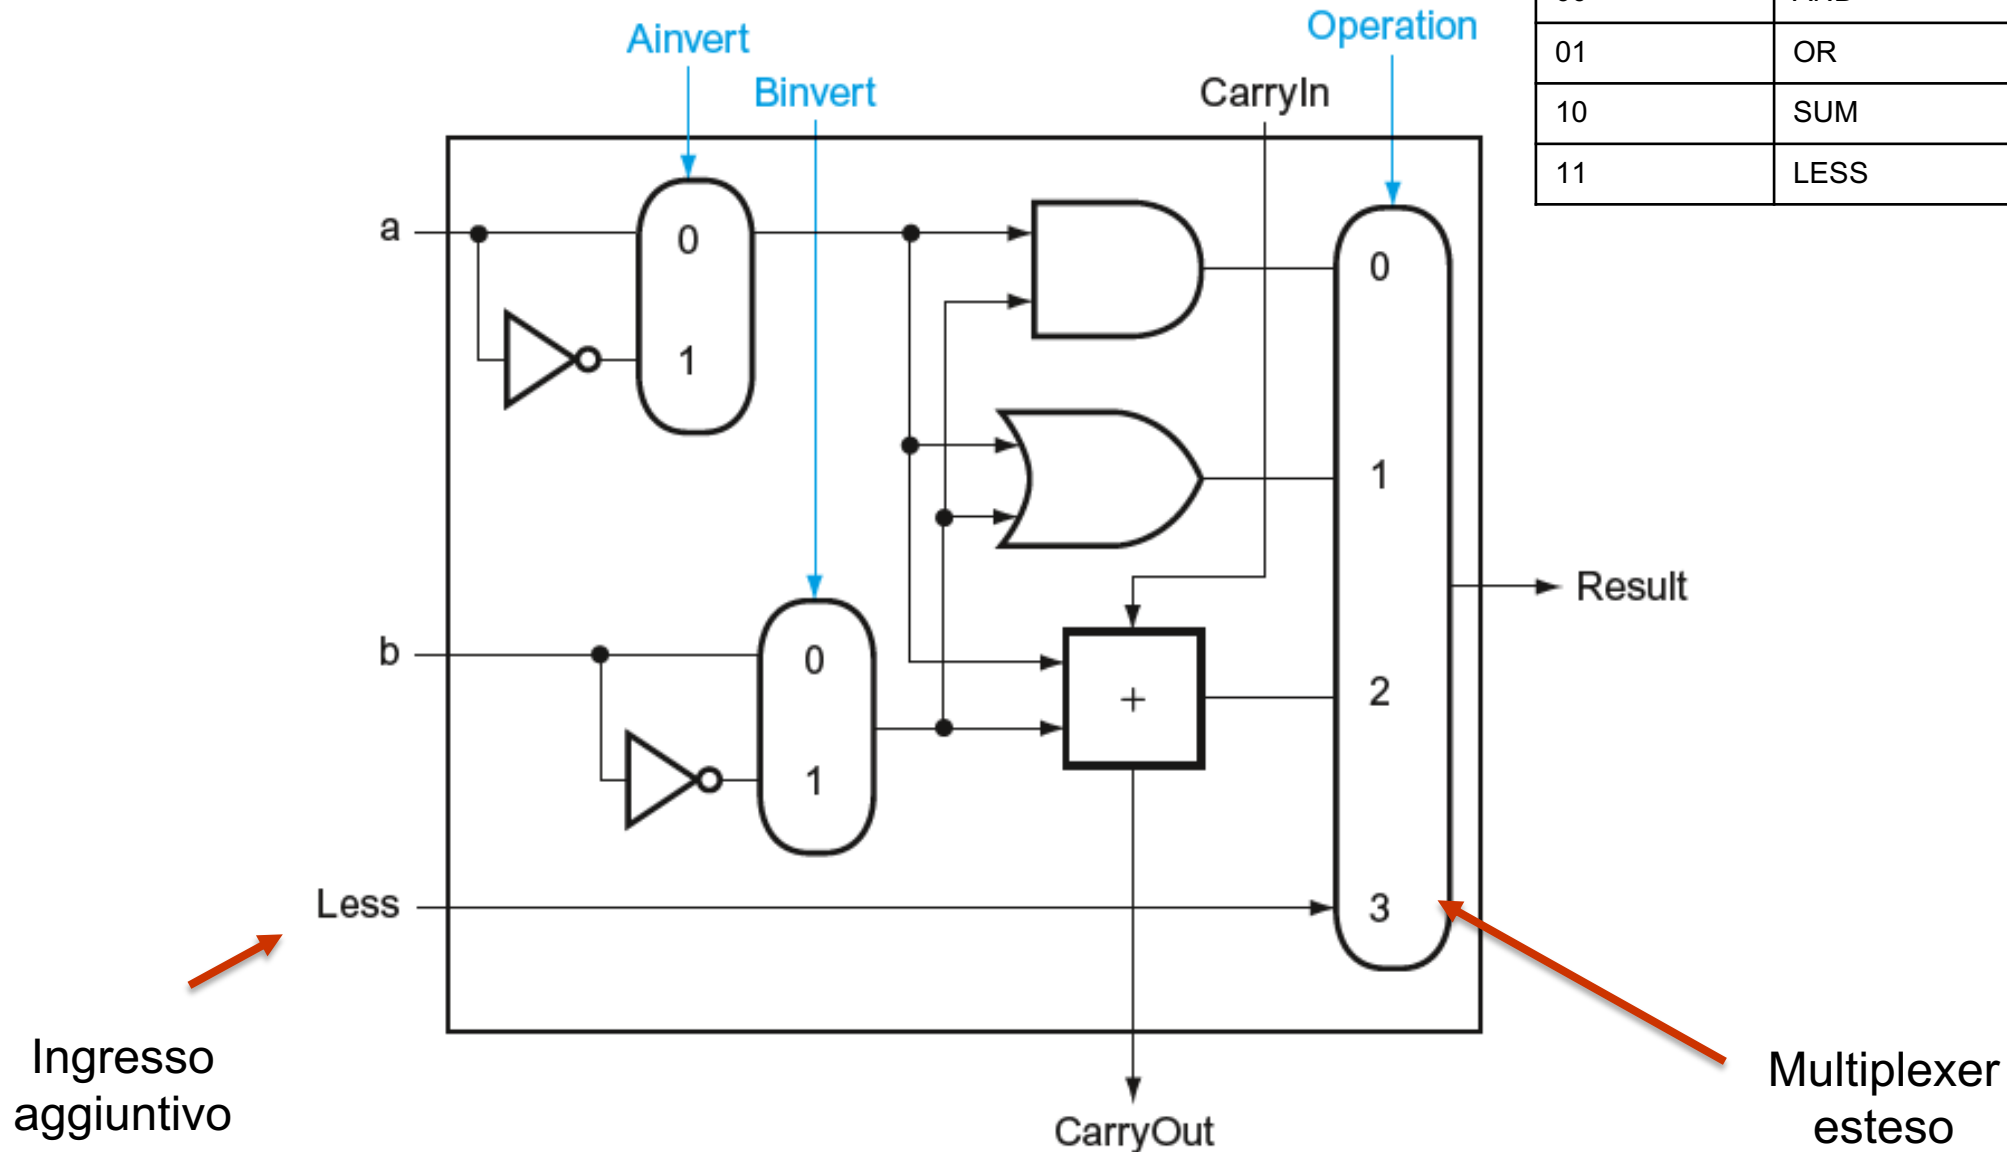 Ainvert
Binvert
CarryIn
Operation
01 OR
10 SUM
11 LESS
a
0
1
0
1
2
3
b
0
1
+
Result
Less
CarryOut
Ingresso
aggiuntivo
Multiplexer
esteso